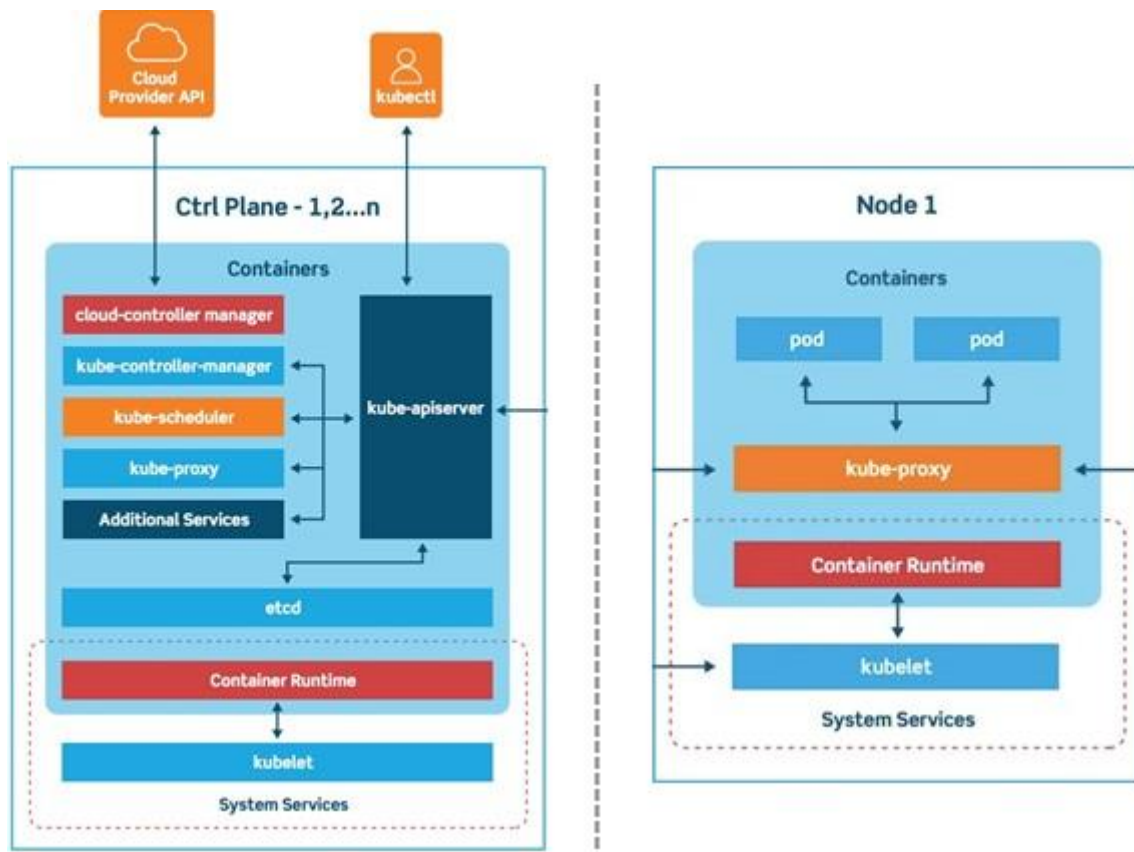 Cloud
Provider API
kubectl
Ctrl Plane - 1,2...n
Containers
cloud-controller manager
kube-controller-manager
kube-scheduler
kube-proxy
Additional Services
kube-apiserver
etcd
Container Runtime
kubelet
System Services
Node 1
Containers
pod
pod
kube-proxy
Container Runtime
kubelet
System Services